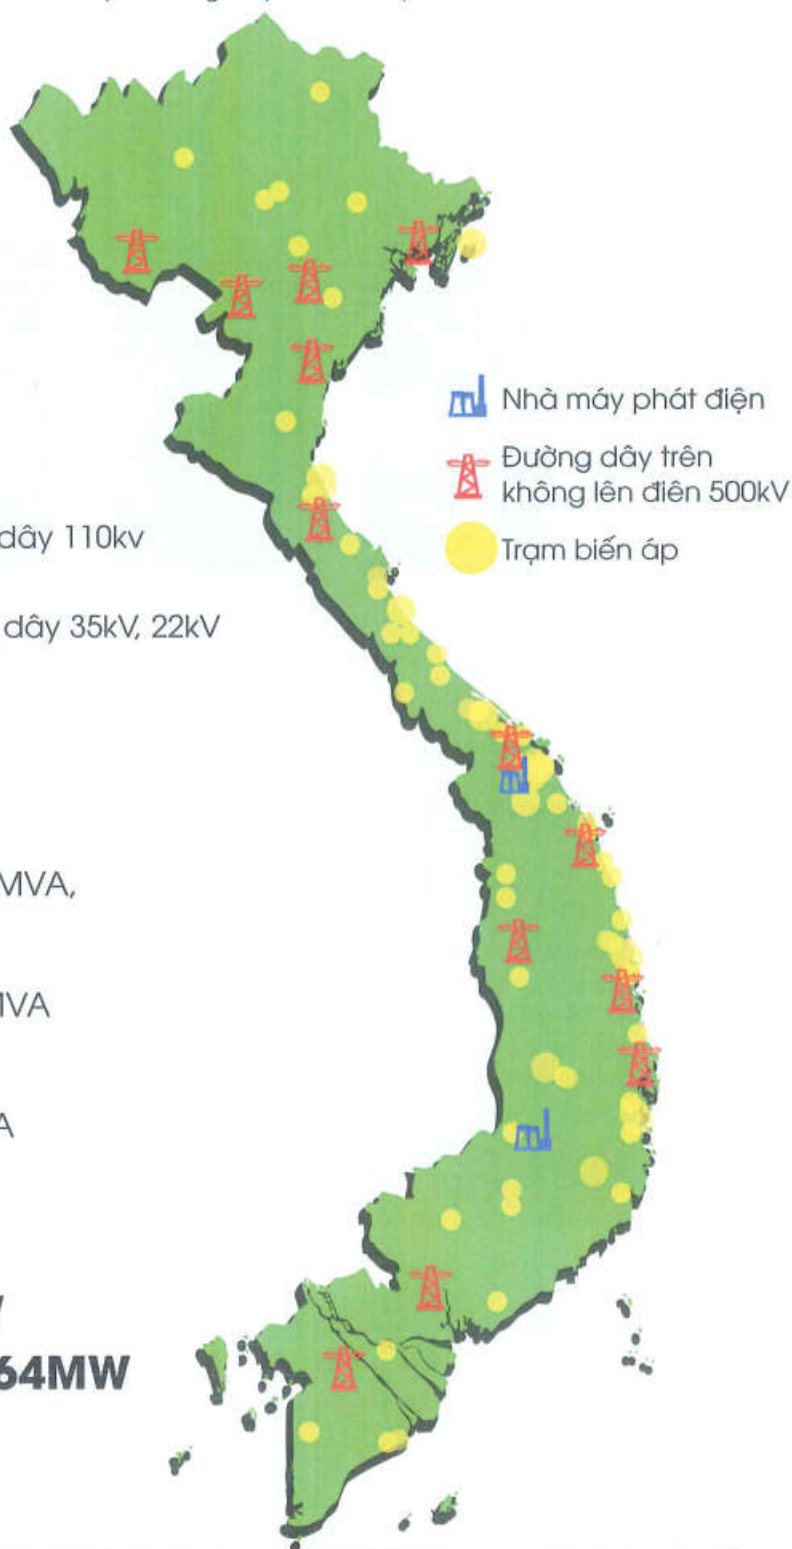 Nhà máy phát điện
Đường dây trên
không lên điên 500kV
Trạm biến áp
dây 110kv
dây 35kV, 22kV
MVA,
MVA
A
64MW